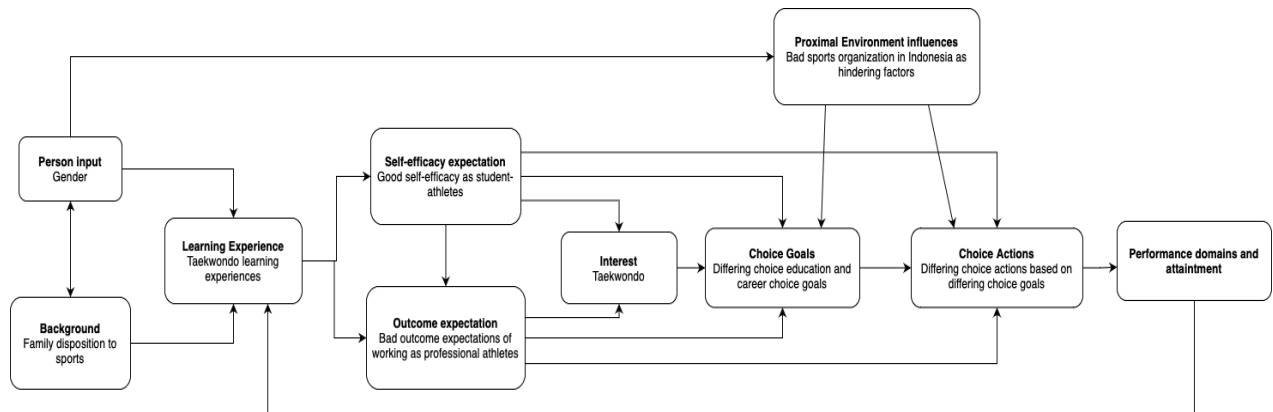 Proximal Environment influences
Bad sports organization in Indonesia as
hindering factors
Person input
Gender
Self-efficacy expectation
Good self-efficacy as student-
athletes
Learning Experience
Taekwondo learning
experiences
Interest
Taekwondo
Choice Goals
Differing choice education and
career choice goals
Choice Actions
Differing choice actions based on
differing choice goals
Performance domains and
attaintment
Background
Family disposition to
sports
Outcome expectation
Bad outcome expectations of
working as professional athletes